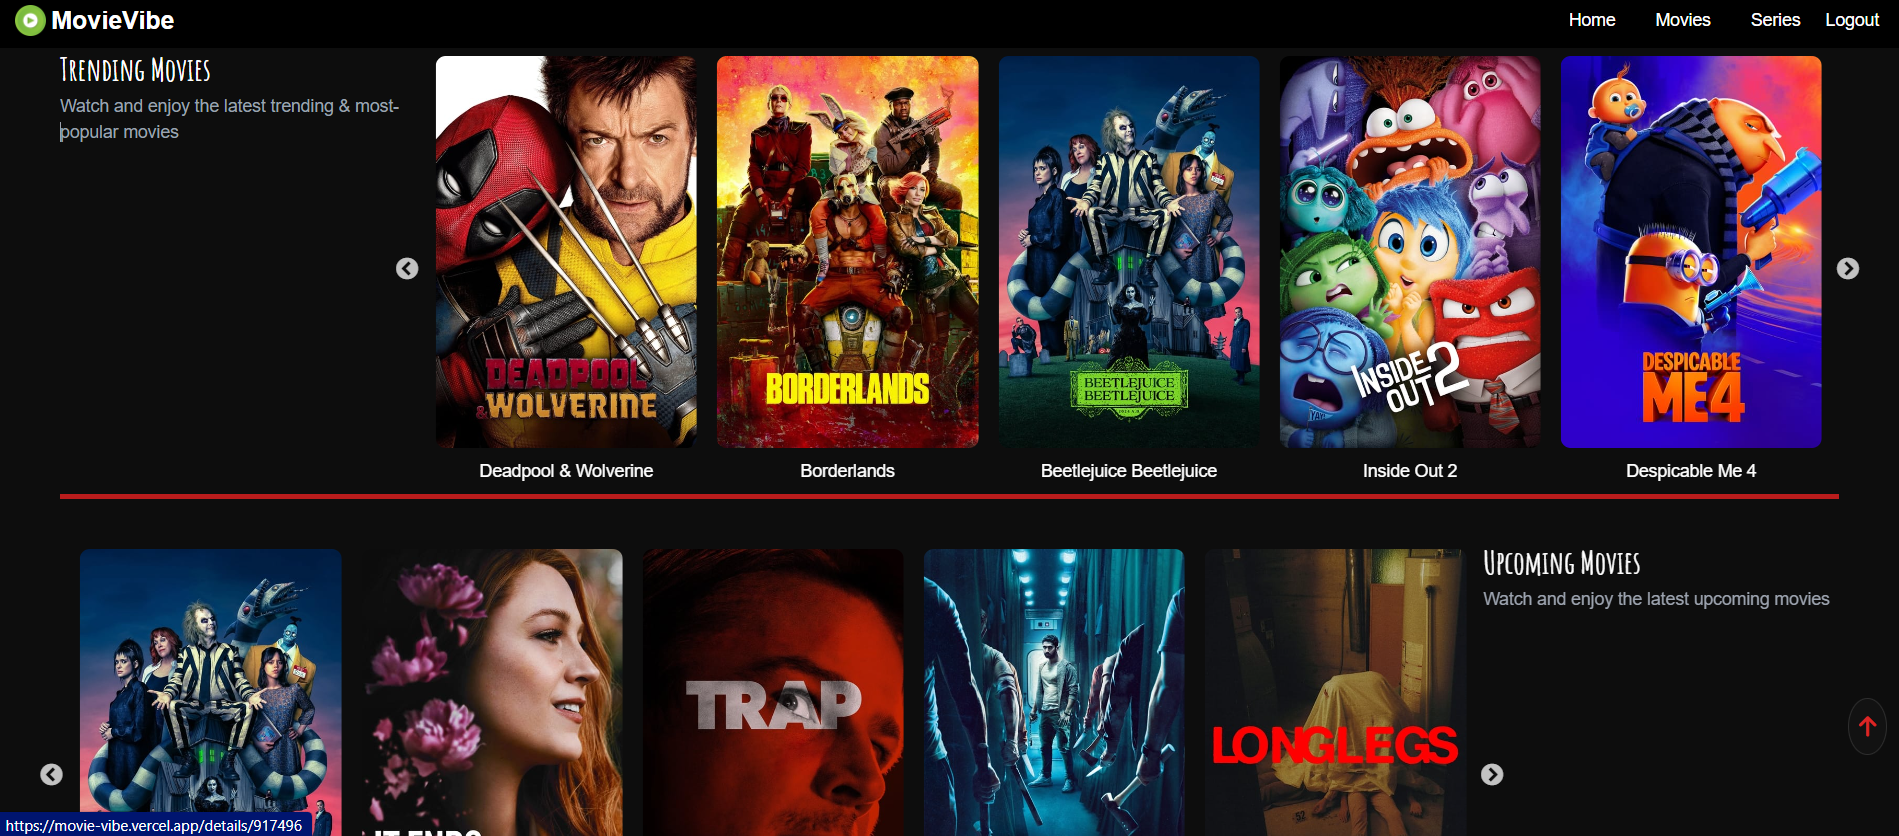 MovieVibe
Home Movies Series Logout
Trending Movies
Watch and enjoy the latest trending & most-
popular movies
DEADPOOL
& WOLVERINE
BORDERLANDS
BEETLEJUICE
BEETLEJUICE
INSIDE
OUT 2
DESPICABLE
ME 4
Deadpool & Wolverine
Borderlands
Beetlejuice Beetlejuice
Inside Out 2
Despicable Me 4
TRAP
LONGLEGS
IT ENDS
Upcoming Movies
Watch and enjoy the latest upcoming movies
https://movie-vibe.vercel.app/details/917496